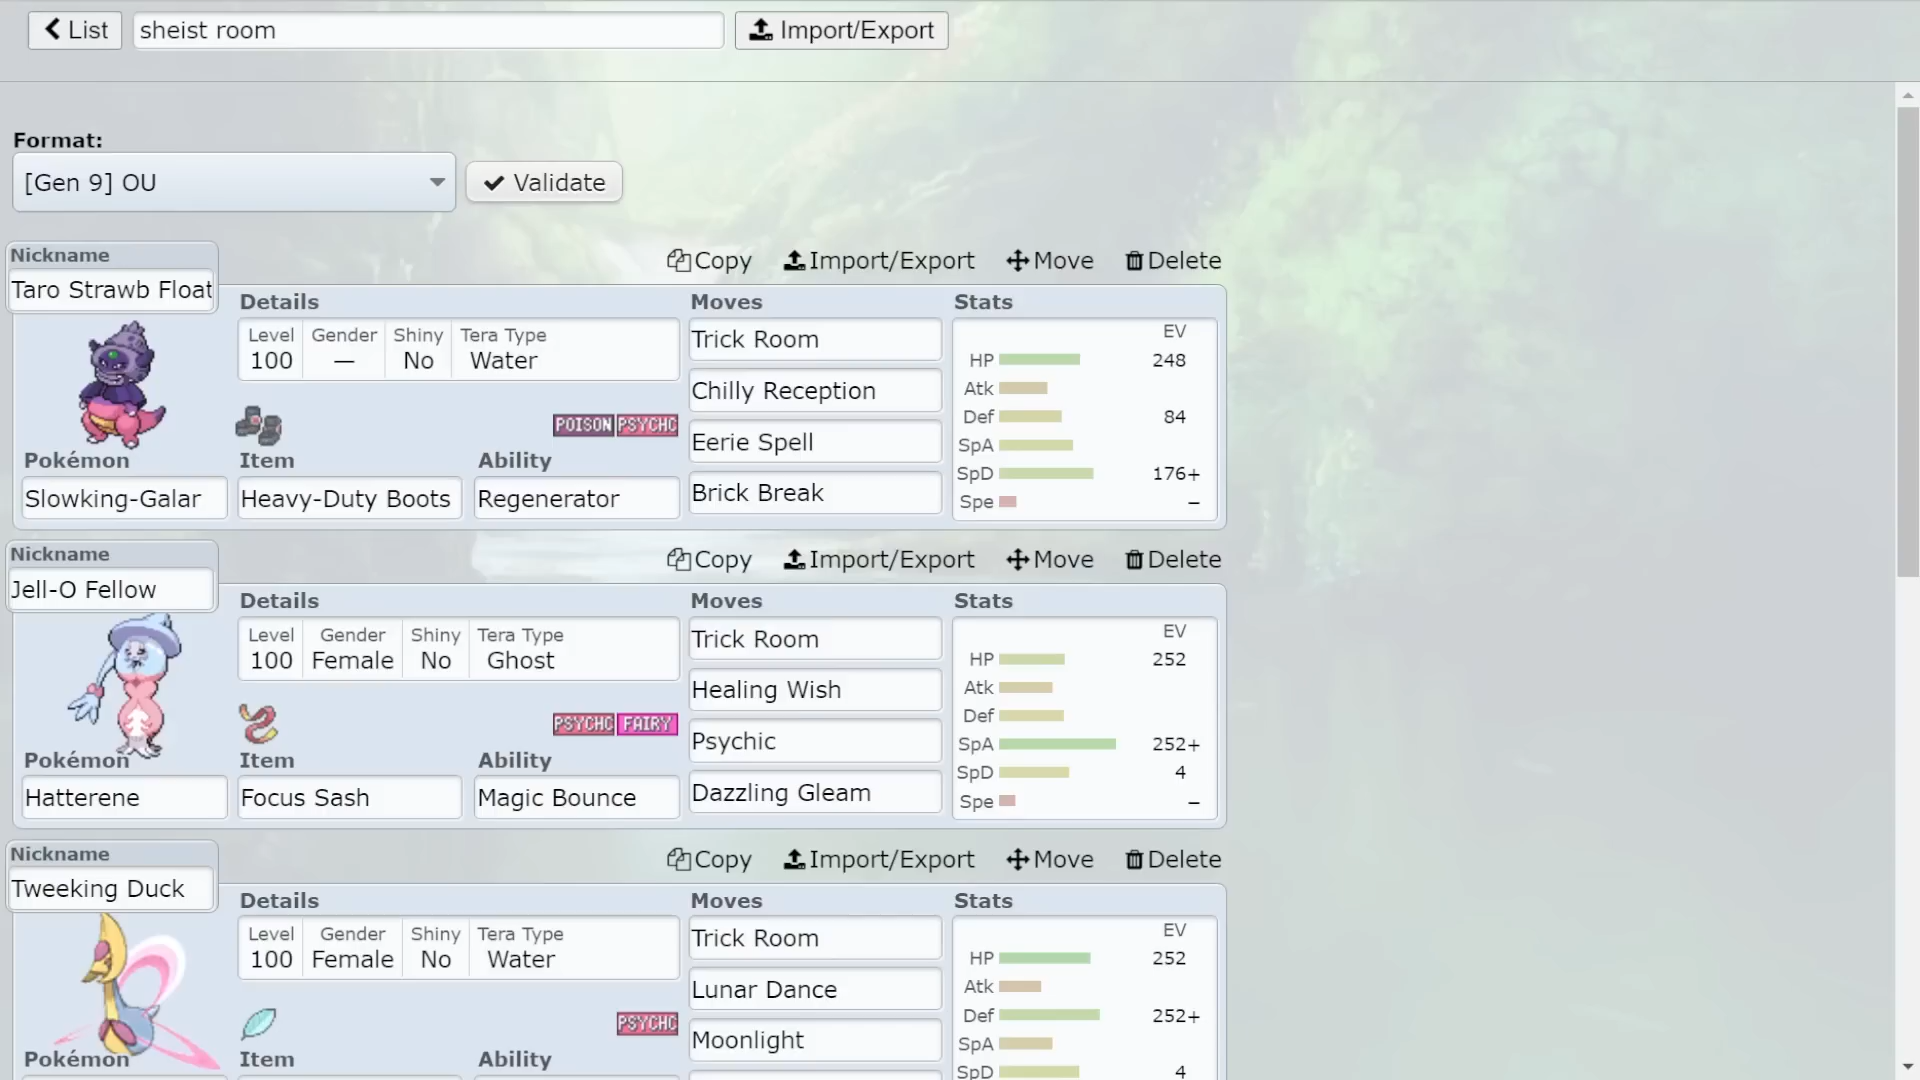 List
sheist room
Import/Export
Format:
[Gen 9] OU
Validate
Nickname
Taro Strawb Float
Copy Import/Export Move Delete
Details Moves Stats
Level Gender Shiny Tera Type
100 — No Water
POISON PSYCHC
Pokémon Item Ability
Slowking-Galar Heavy-Duty Boots Regenerator
Trick Room
Chilly Reception
Eerie Spell
Brick Break
EV
HP 248
Atk
Def 84
SpA
SpD 176+
Spe –
Nickname
Jell-O Fellow
Copy Import/Export Move Delete
Details Moves Stats
Level Gender Shiny Tera Type
100 Female No Ghost
PSYCHC FAIRY
Pokémon Item Ability
Hatterene Focus Sash Magic Bounce
Trick Room
Healing Wish
Psychic
Dazzling Gleam
EV
HP 252
Atk
Def
SpA 252+
SpD 4
Spe –
Nickname
Tweeking Duck
Copy Import/Export Move Delete
Details Moves Stats
Level Gender Shiny Tera Type
100 Female No Water
PSYCHC
Pokémon Item Ability
Trick Room
Lunar Dance
Moonlight
EV
HP 252
Atk
Def 252+
SpA
SpD 4